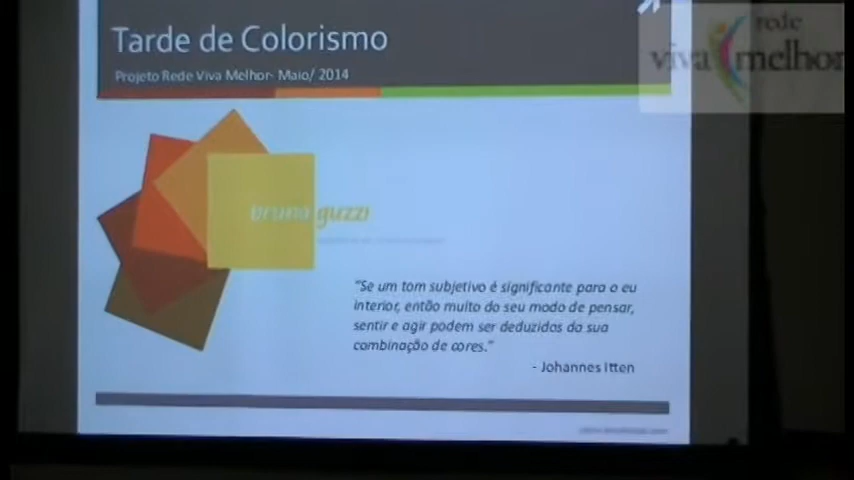 Tarde de Colorismo
Projeto Rede Viva Melhor- Maio/ 2014
rede
viva melhor
bruna guzzi
"Se um tom subjetivo é significante para o eu
interior, então muito do seu modo de pensar,
sentir e agir podem ser deduzidos da sua
combinação de cores."
- Johannes Itten